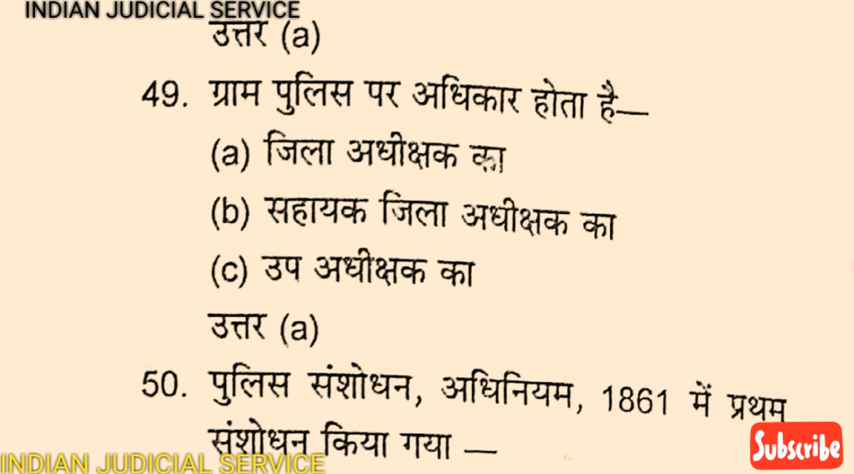 INDIAN JUDICIAL SERVICE
उत्तर (a)
49. ग्राम पुलिस पर अधिकार होता है—
(a) जिला अधीक्षक का
(b) सहायक जिला अधीक्षक का
(c) उप अधीक्षक का
उत्तर (a)
50. पुलिस संशोधन, अधिनियम, 1861 में प्रथम
संशोधन किया गया —
Subscribe
INDIAN JUDICIAL SERVICE